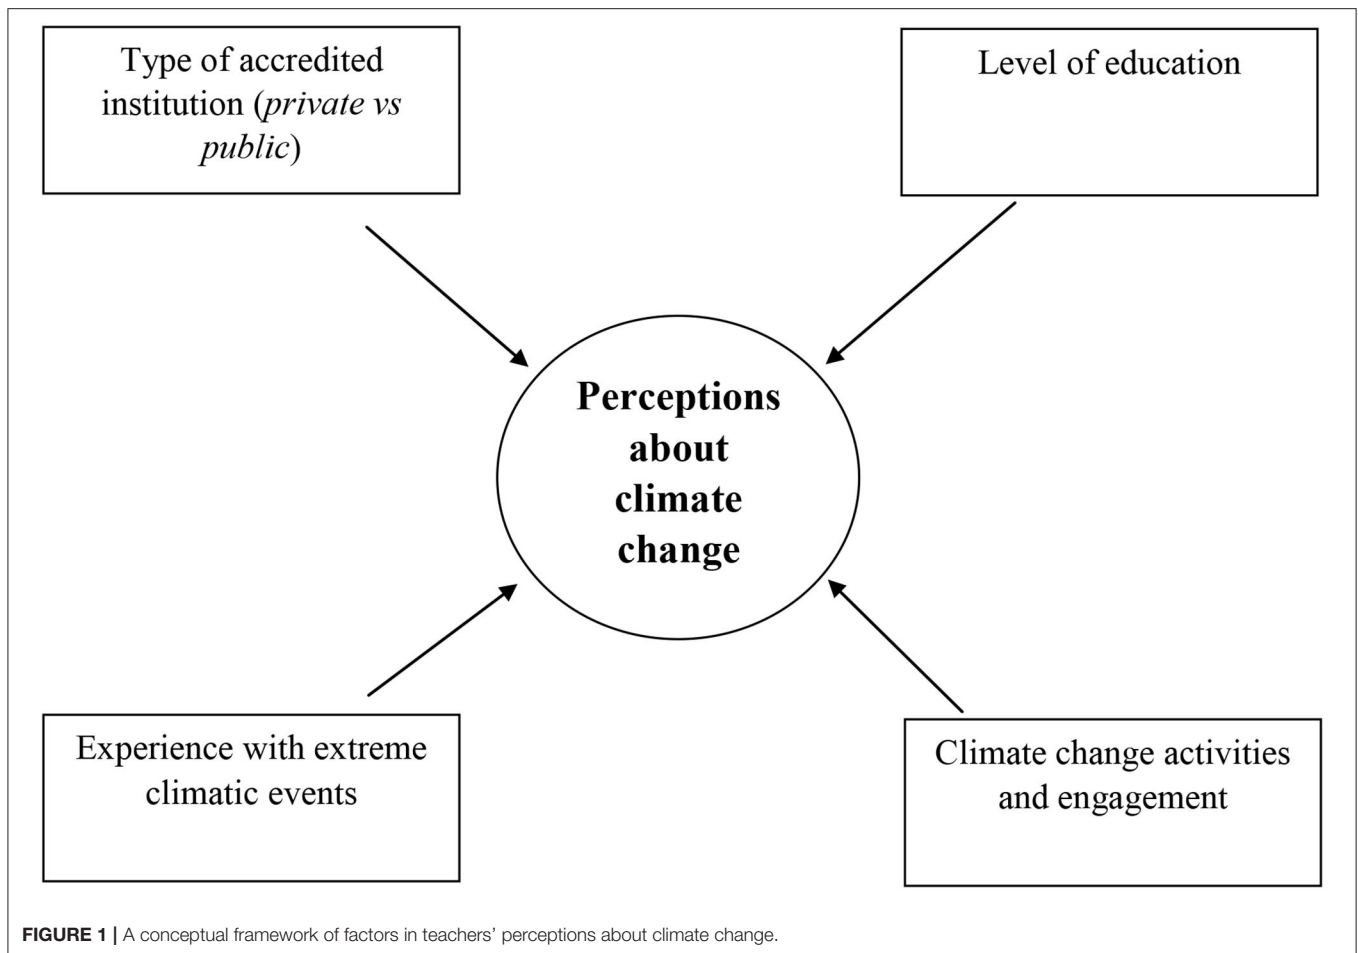 Type of accredited
institution (private vs
public)
Level of education
Perceptions
about
climate
change
Experience with extreme
climatic events
Climate change activities
and engagement
FIGURE 1 | A conceptual framework of factors in teachers’ perceptions about climate change.